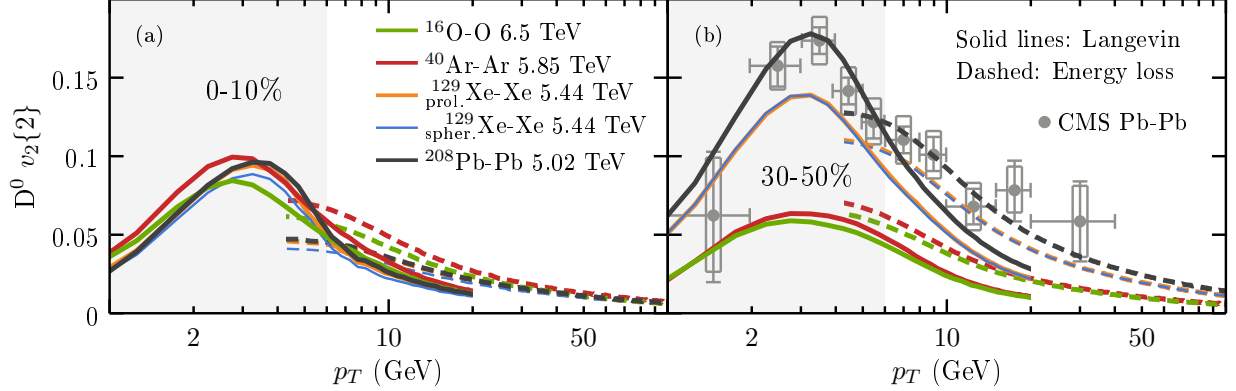 (a)
0-10%
¹⁶O-O 6.5 TeV
⁴⁰Ar-Ar 5.85 TeV
¹²⁹prol.Xe-Xe 5.44 TeV
¹²⁹spher.Xe-Xe 5.44 TeV
²⁰⁸Pb-Pb 5.02 TeV
(b)
Solid lines: Langevin
Dashed: Energy loss
CMS Pb-Pb
30-50%
D⁰ v₂{2}
0.15
0.1
0.05
0
2 10 50
2 10 50
p_T (GeV)
p_T (GeV)